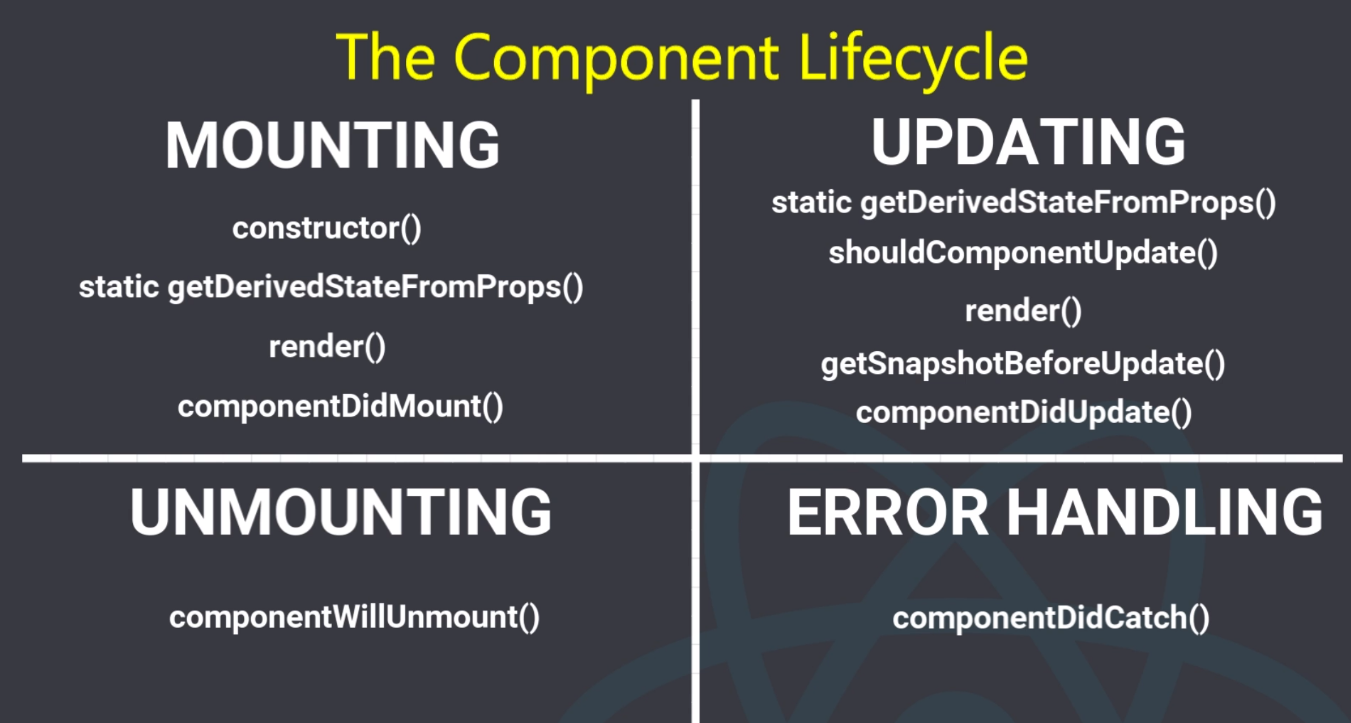 The Component Lifecycle
MOUNTING
constructor()
static getDerivedStateFromProps()
render()
componentDidMount()
UPDATING
static getDerivedStateFromProps()
shouldComponentUpdate()
render()
getSnapshotBeforeUpdate()
componentDidUpdate()
UNMOUNTING
componentWillUnmount()
ERROR HANDLING
componentDidCatch()